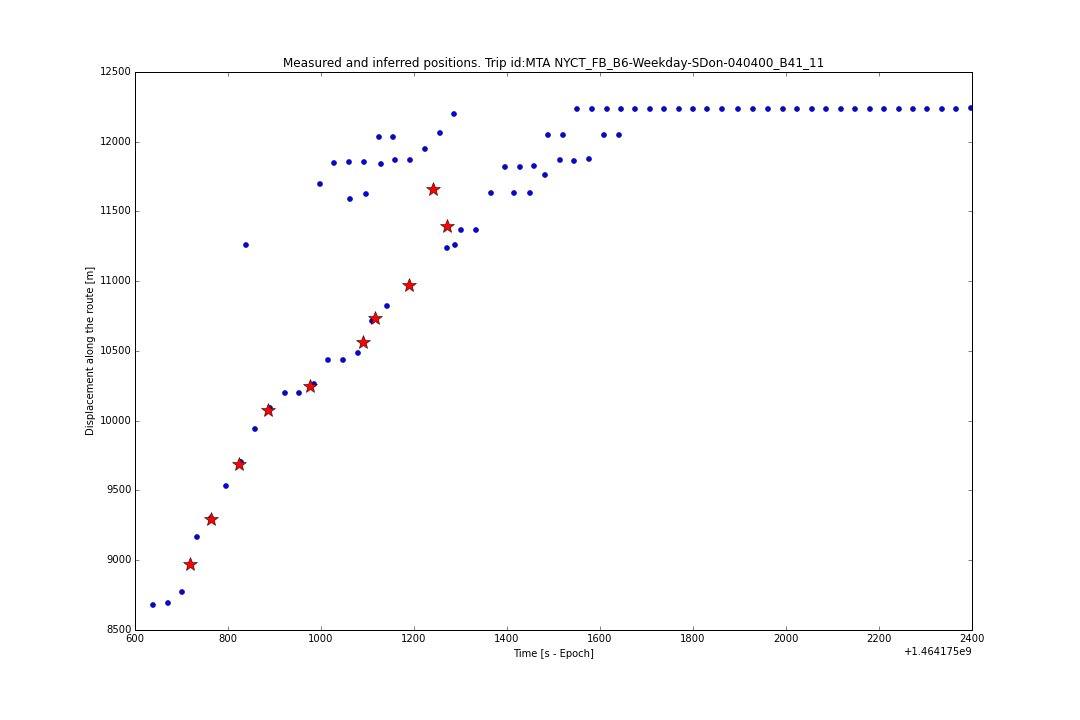 Measured and inferred positions. Trip id:MTA NYCT_FB_B6-Weekday-SDon-040400_B41_11
12500
12000
11500
11000
10500
10000
9500
9000
8500
Displacement along the route [m]
600 800 1000 1200 1400 1600 1800 2000 2200 2400
Time [s - Epoch]
+1.464175e9